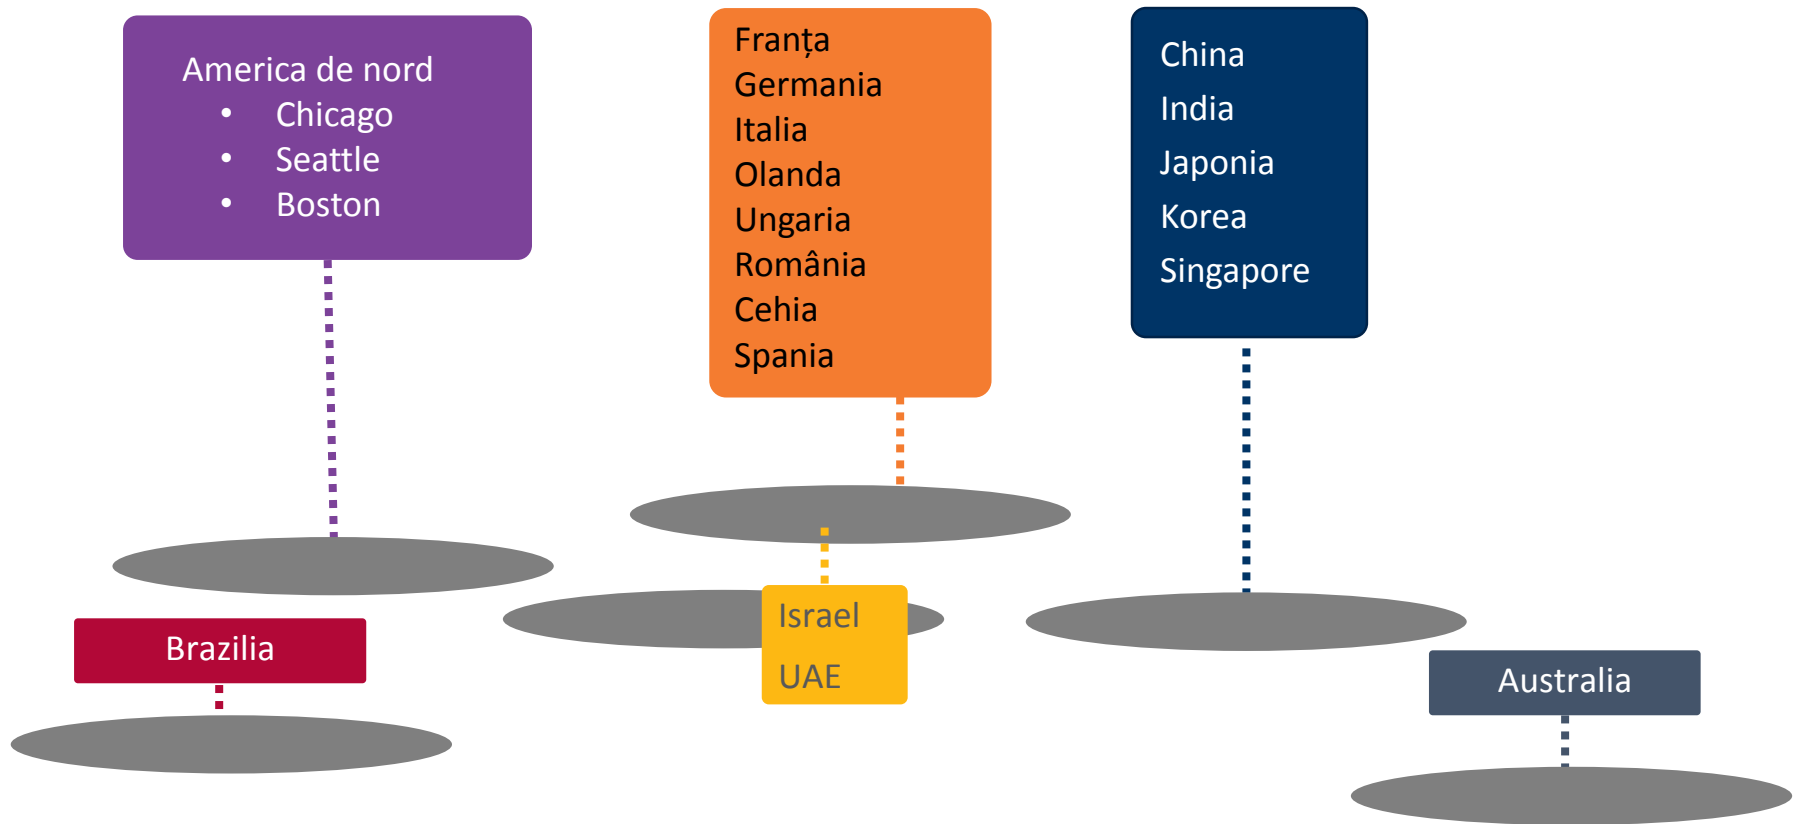 America de nord
• Chicago
• Seattle
• Boston
Franța
Germania
Italia
Olanda
Ungaria
România
Cehia
Spania
China
India
Japonia
Korea
Singapore
Brazilia
Israel
UAE
Australia